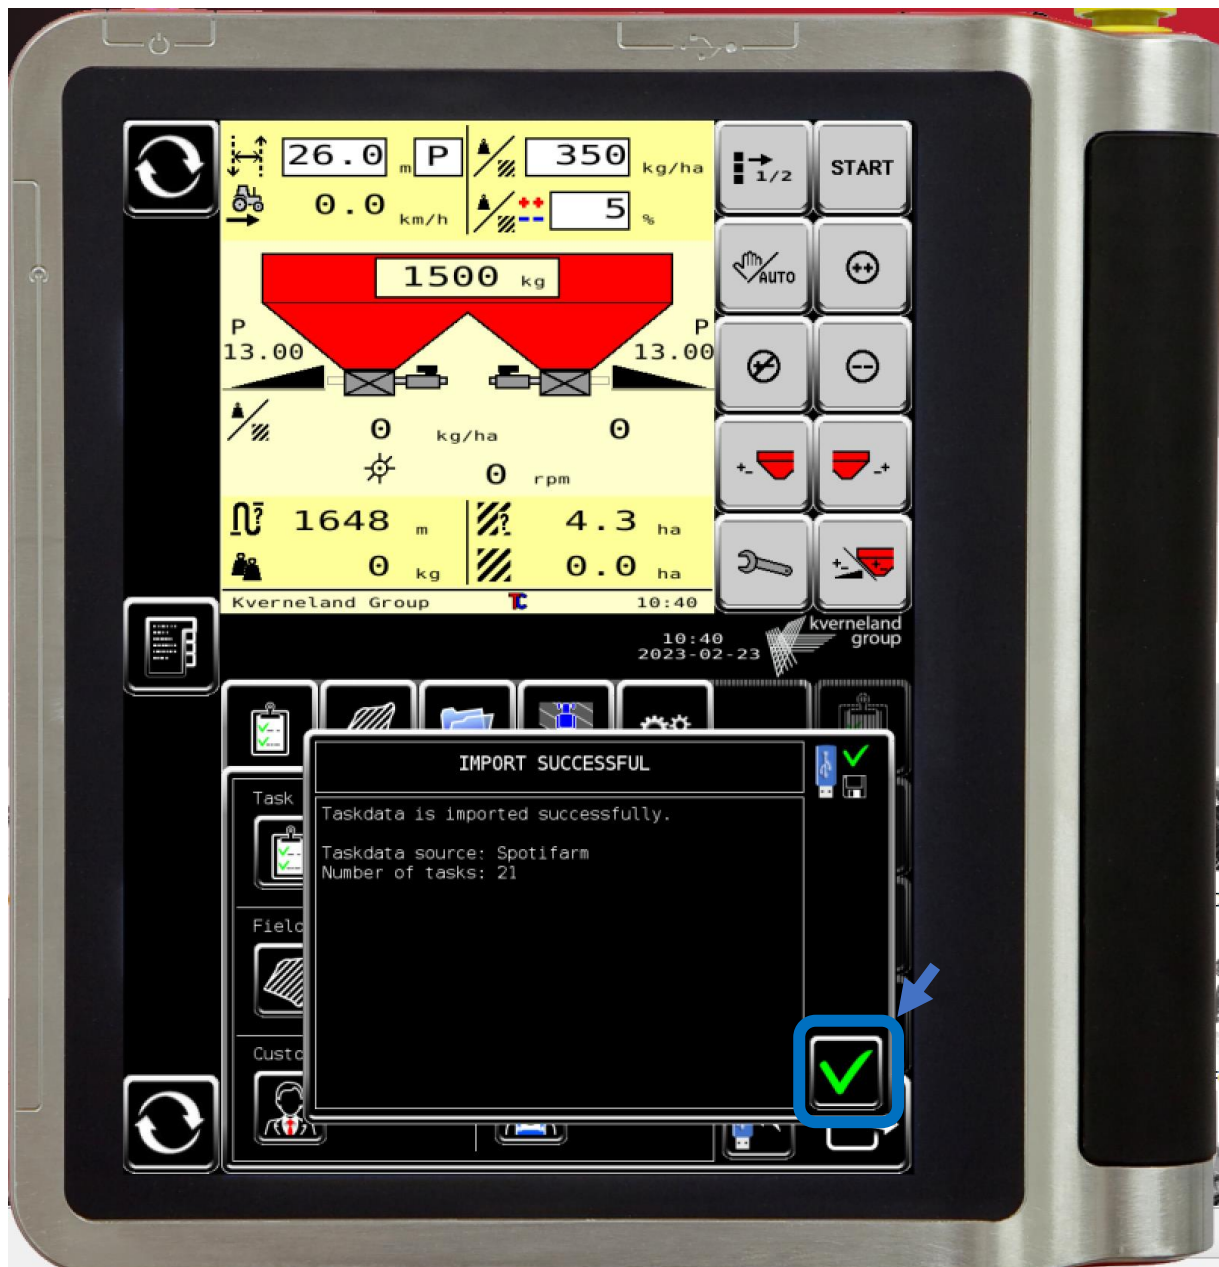 26.0 m P 350 kg/ha
1/2
START
0.0 km/h 5 %
1500 kg
AUTO
P P
13.00 13.00
0 kg/ha 0
0 rpm
1648 m 4.3 ha
0 kg 0.0 ha
Kverneland Group TC 10:40
10:40
2023-02-23
kverneland
group
IMPORT SUCCESSFUL
Task
Taskdata is imported successfully.
Taskdata source: Spotifarm
Number of tasks: 21
Field
Custo